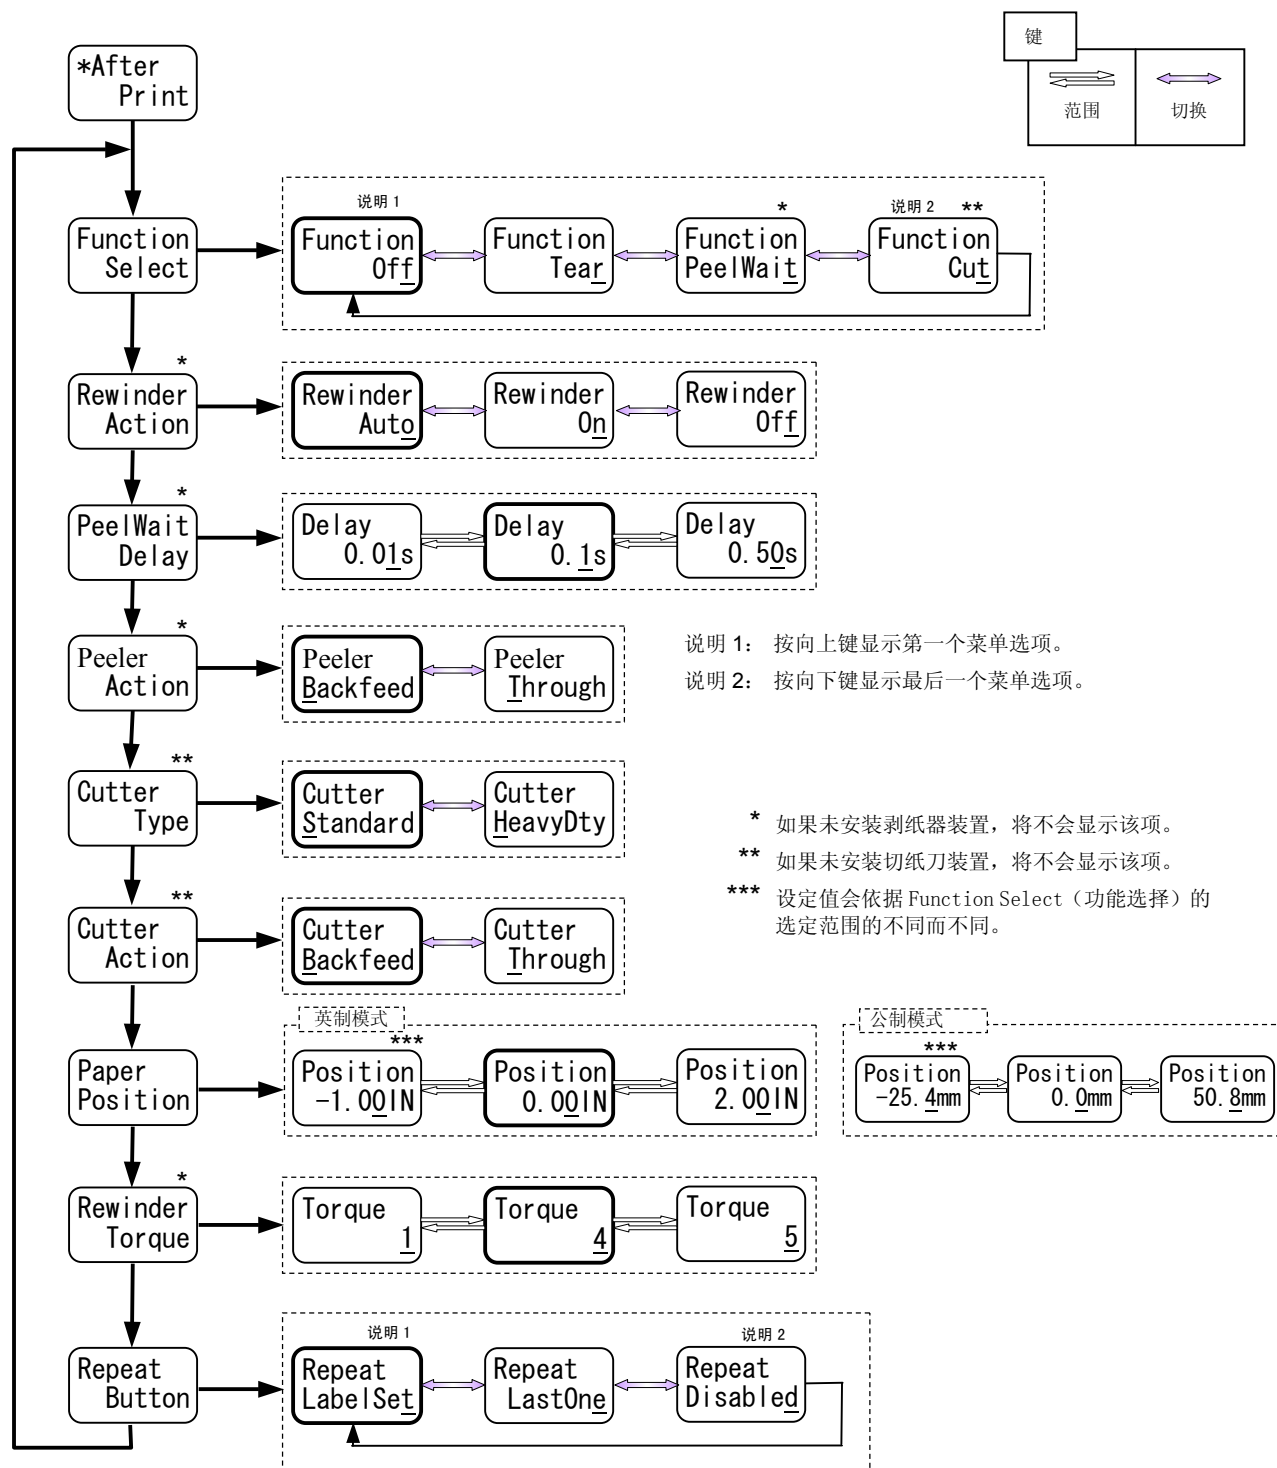 键
范围
切换
*After
Print
说明 1
*
说明 2 **
Function
Select
Function
Off
Function
Tear
Function
PeelWait
Function
Cut
*
Rewinder
Action
Rewinder
Auto
Rewinder
On
Rewinder
Off
*
PeelWait
Delay
Delay
0.01s
Delay
0.1s
Delay
0.50s
*
Peeler
Action
Peeler
Backfeed
Peeler
Through
说明 1: 按向上键显示第一个菜单选项。
说明 2: 按向下键显示最后一个菜单选项。
**
Cutter
Type
Cutter
Standard
Cutter
HeavyDty
* 如果未安装剥纸器装置，将不会显示该项。
** 如果未安装切纸刀装置，将不会显示该项。
*** 设定值会依据 Function Select（功能选择）的
选定范围的不同而不同。
**
Cutter
Action
Cutter
Backfeed
Cutter
Through
英制模式
***
公制模式
***
Paper
Position
Position
-1.00IN
Position
0.00IN
Position
2.00IN
Position
-25.4mm
Position
0.0mm
Position
50.8mm
*
Rewinder
Torque
Torque
1
Torque
4
Torque
5
说明 1
说明 2
Repeat
Button
Repeat
LabelSet
Repeat
LastOne
Repeat
Disabled